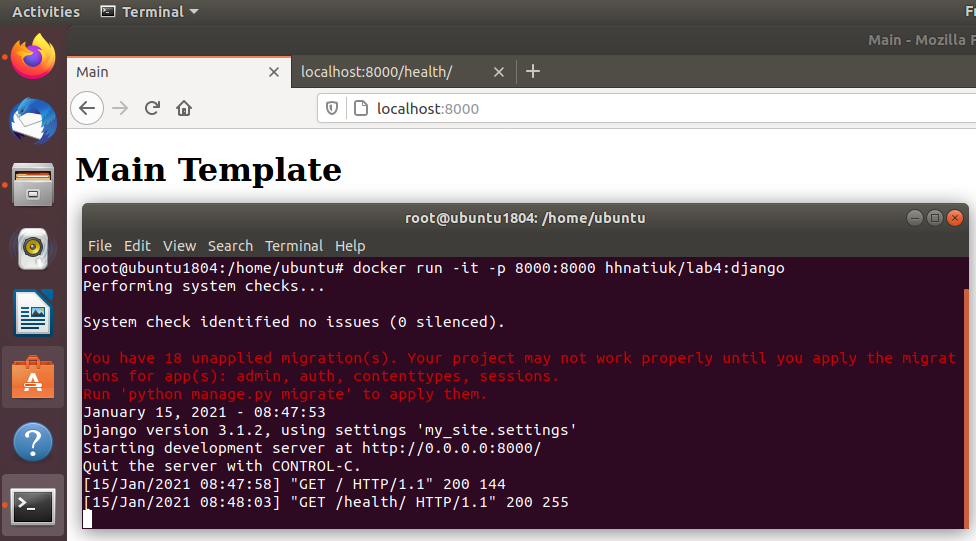 Activities Terminal Fr
Main - Mozilla F
Main localhost:8000/health/
localhost:8000
Main Template
root@ubuntu1804: /home/ubuntu
File Edit View Search Terminal Help
root@ubuntu1804:/home/ubuntu# docker run -it -p 8000:8000 hhnatiuk/lab4:django
Performing system checks...
System check identified no issues (0 silenced).
You have 18 unapplied migration(s). Your project may not work properly until you apply the migrat
ions for app(s): admin, auth, contenttypes, sessions.
Run 'python manage.py migrate' to apply them.
January 15, 2021 - 08:47:53
Django version 3.1.2, using settings 'my_site.settings'
Starting development server at http://0.0.0.0:8000/
Quit the server with CONTROL-C.
[15/Jan/2021 08:47:58] "GET / HTTP/1.1" 200 144
[15/Jan/2021 08:48:03] "GET /health/ HTTP/1.1" 200 255